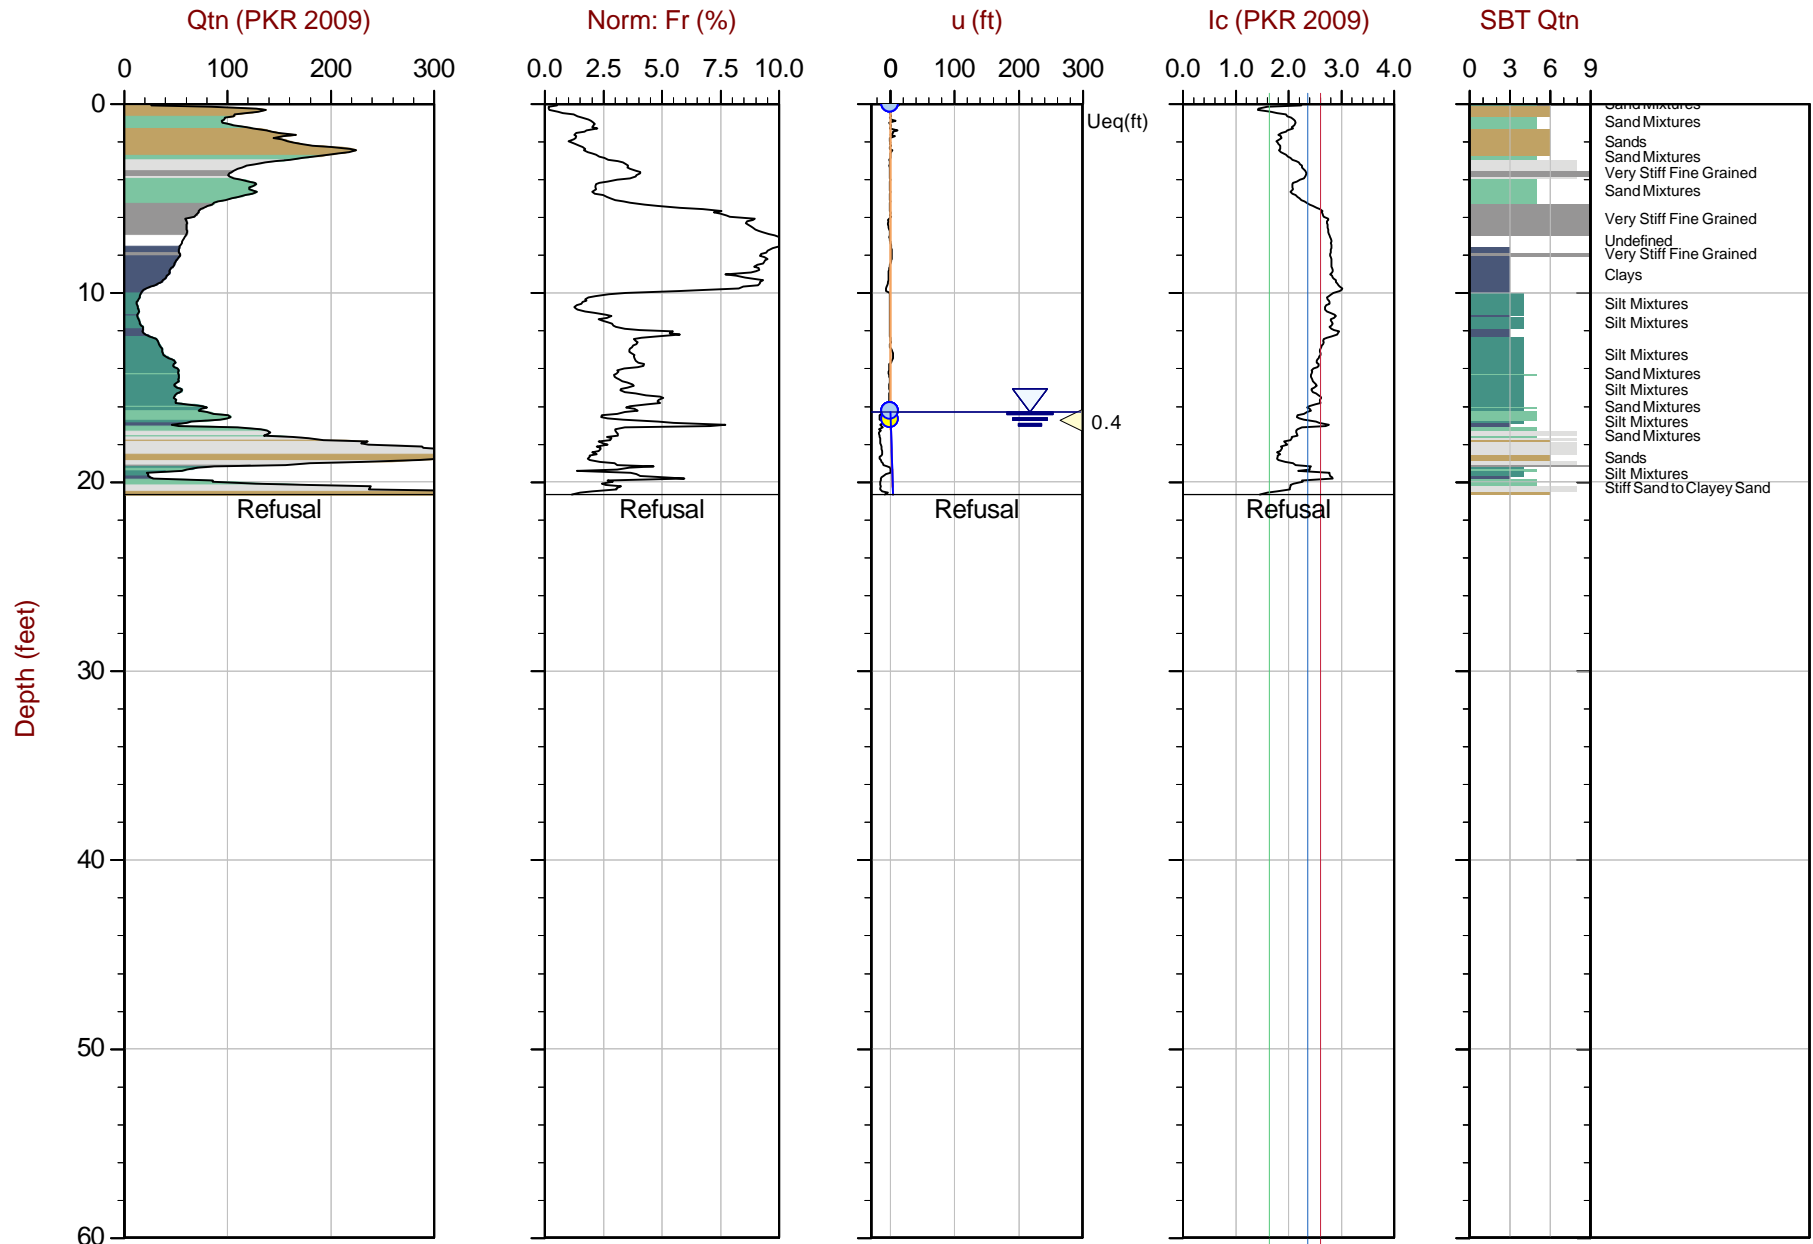 Qtn (PKR 2009)
Norm: Fr (%)
u (ft)
Ic (PKR 2009)
SBT Qtn
0 100 200 300
0.0 2.5 5.0 7.5 10.0
0 100 200 300
0.0 1.0 2.0 3.0 4.0
0 3 6 9
0
10
20
30
40
50
60
Depth (feet)
Ueq(ft)
0.4
Refusal
Refusal
Refusal
Refusal
Sand Mixtures
Sand Mixtures
Sands
Sand Mixtures
Very Stiff Fine Grained
Sand Mixtures
Very Stiff Fine Grained
Undefined
Very Stiff Fine Grained
Clays
Silt Mixtures
Silt Mixtures
Silt Mixtures
Sand Mixtures
Silt Mixtures
Sand Mixtures
Silt Mixtures
Sand Mixtures
Sands
Silt Mixtures
Stiff Sand to Clayey Sand